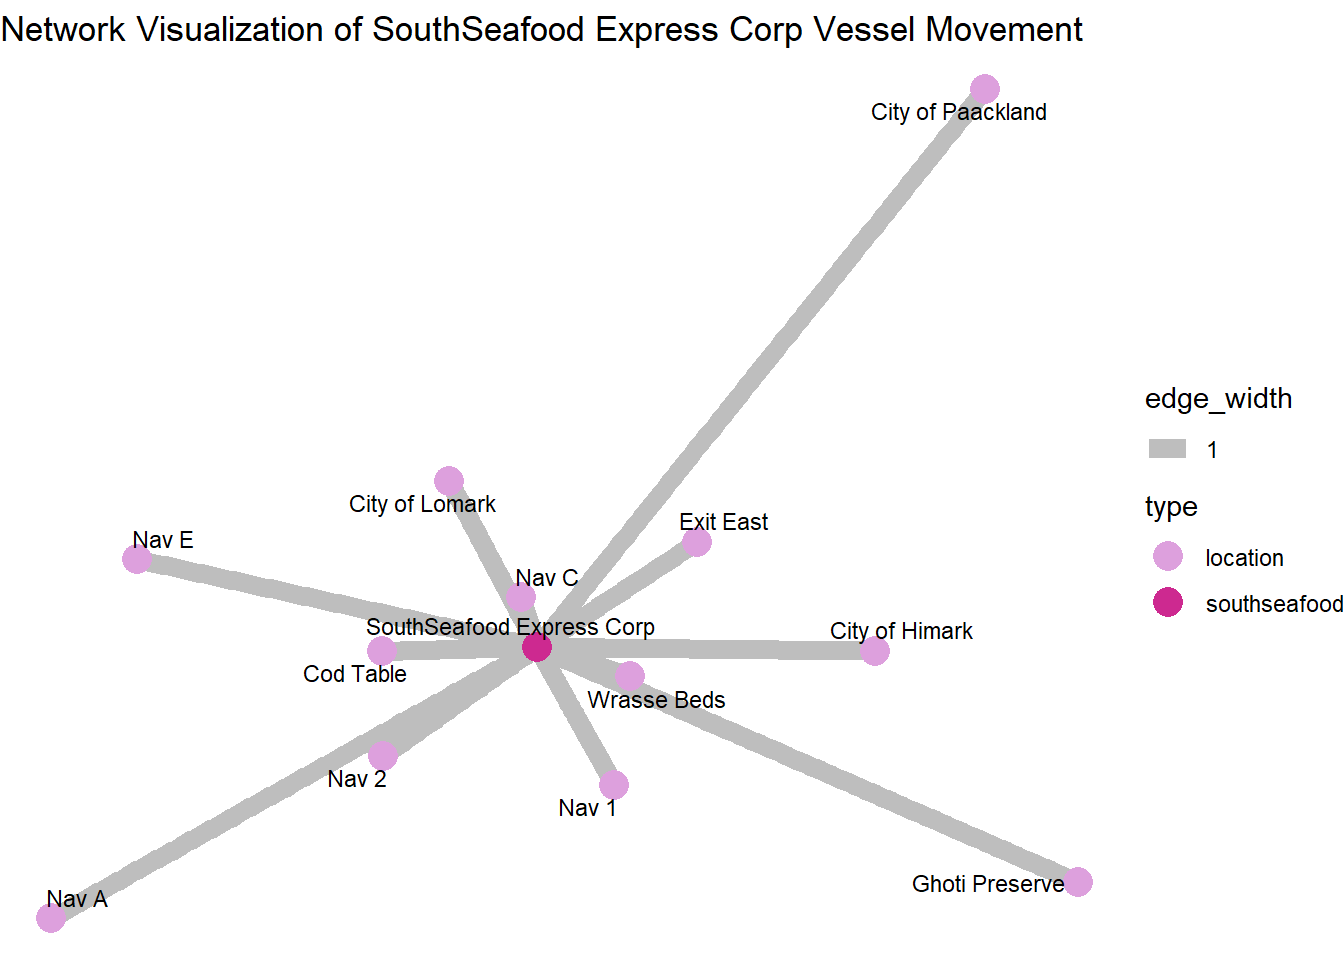 Network Visualization of SouthSeafood Express Corp Vessel Movement
City of Paackland
edge_width
1
type
location
southseafood
City of Lomark
Exit East
Nav E
Nav C
SouthSeafood Express Corp
City of Himark
Cod Table
Wrasse Beds
Nav 2
Nav 1
Ghoti Preserve
Nav A